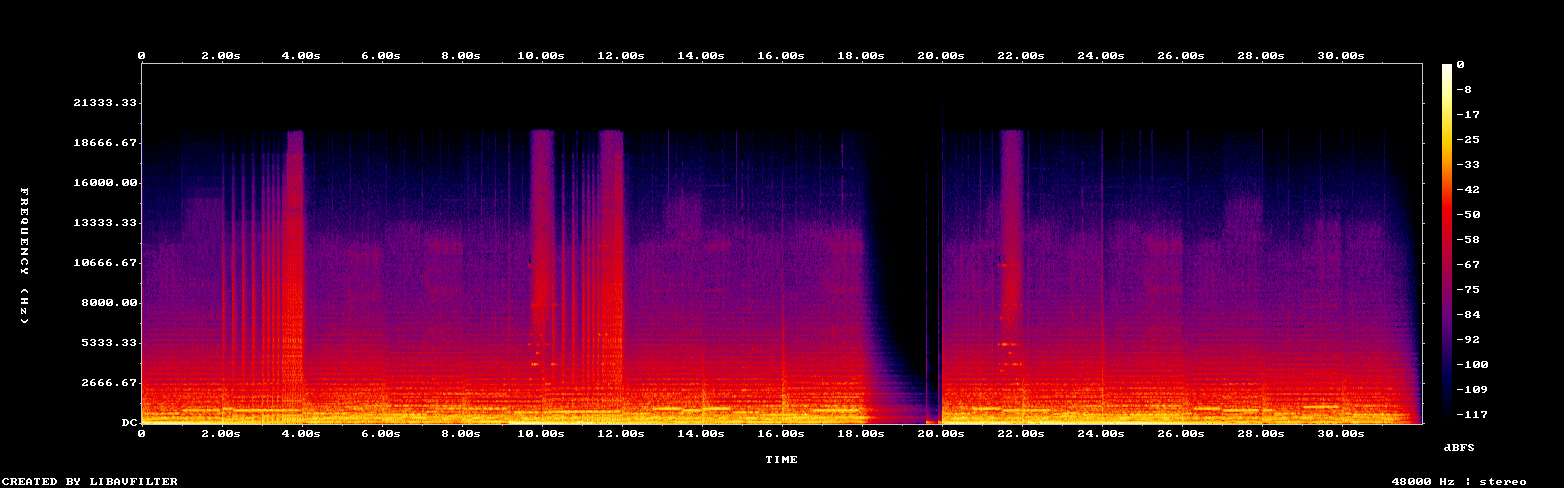 0 2.00s 4.00s 6.00s 8.00s 10.00s 12.00s 14.00s 16.00s 18.00s 20.00s 22.00s 24.00s 26.00s 28.00s 30.00s
21333.33
18666.67
16000.00
13333.33
10666.67
8000.00
5333.33
2666.67
DC
FREQUENCY (Hz)
0
-8
-17
-25
-33
-42
-50
-58
-67
-75
-84
-92
-100
-109
-117
0 2.00s 4.00s 6.00s 8.00s 10.00s 12.00s 14.00s 16.00s 18.00s 20.00s 22.00s 24.00s 26.00s 28.00s 30.00s
dBFS
TIME
CREATED BY LIBAVFILTER
48000 Hz | stereo